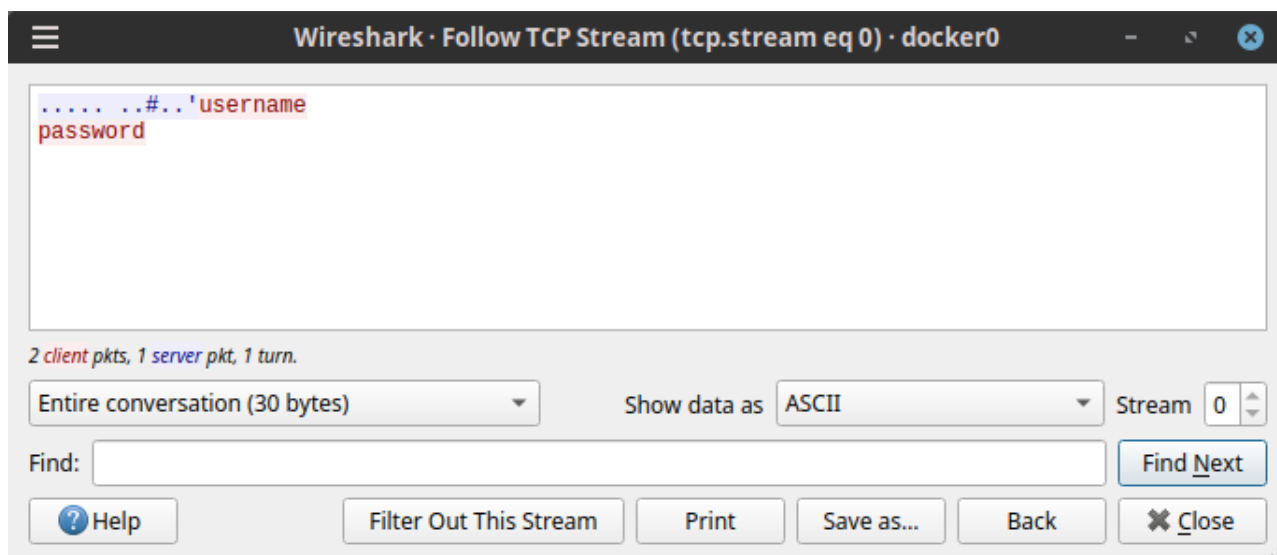 Wireshark · Follow TCP Stream (tcp.stream eq 0) · docker0
..... ..#..'username
password
2 client pkts, 1 server pkt, 1 turn.
Entire conversation (30 bytes) Show data as ASCII Stream 0
Find: Find Next
Help Filter Out This Stream Print Save as... Back Close